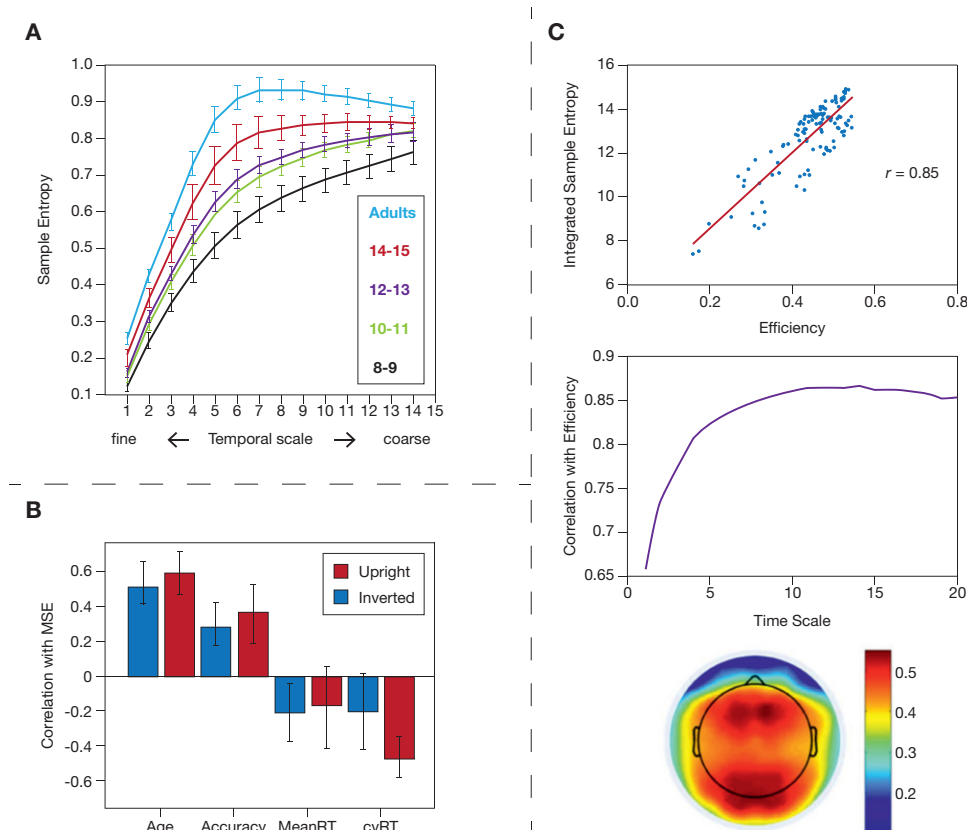 A
1.0
0.9
0.8
0.7
0.6
0.5
0.4
0.3
0.2
0.1
Sample Entropy
Adults
14-15
12-13
10-11
8-9
1 2 3 4 5 6 7 8 9 10 11 12 13 14 15
fine ← Temporal scale → coarse
B
0.6
0.4
0.2
0
-0.2
-0.4
-0.6
Correlation with MSE
Upright
Inverted
Age Accuracy MeanRT cvRT
C
16
14
12
10
8
6
Integrated Sample Entropy
r = 0.85
0.0 0.2 0.4 0.6 0.8
Efficiency
0.9
0.85
0.8
0.75
0.7
0.65
Correlation with Efficiency
0 5 10 15 20
Time Scale
0.5
0.4
0.3
0.2